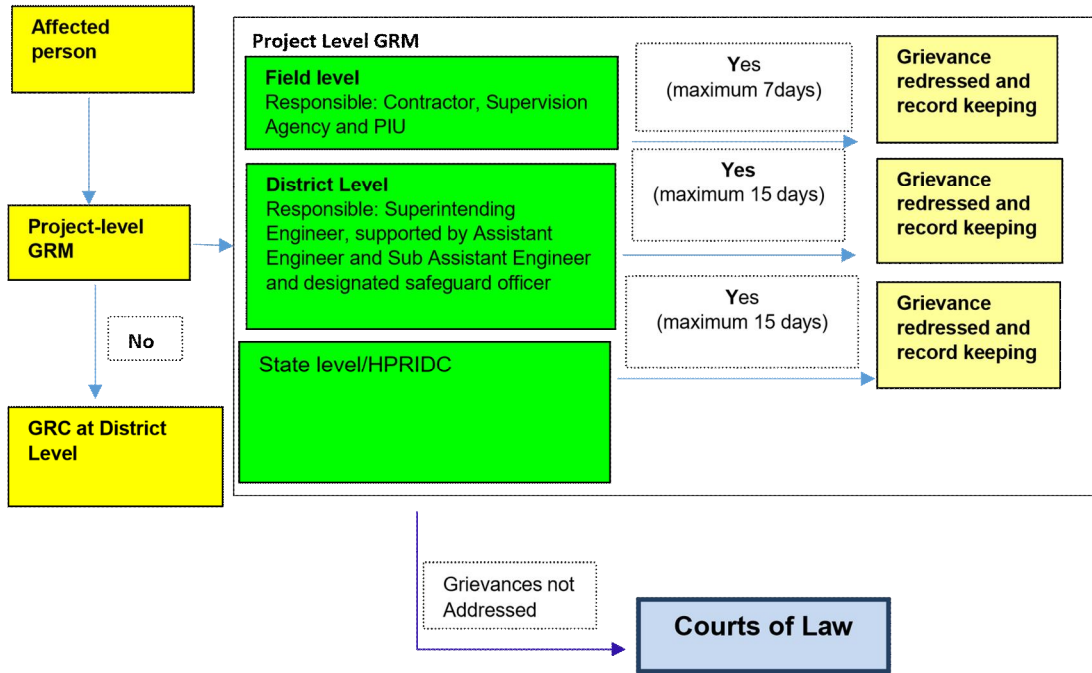 Affected
person
Project-level
GRM
No
GRC at District
Level
Project Level GRM
Field level
Responsible: Contractor, Supervision
Agency and PIU
Yes
(maximum 7days)
Grievance
redressed and
record keeping
District Level
Responsible: Superintending
Engineer, supported by Assistant
Engineer and Sub Assistant Engineer
and designated safeguard officer
Yes
(maximum 15 days)
Grievance
redressed and
record keeping
State level/HPRIDC
Yes
(maximum 15 days)
Grievance
redressed and
record keeping
Grievances not
Addressed
Courts of Law